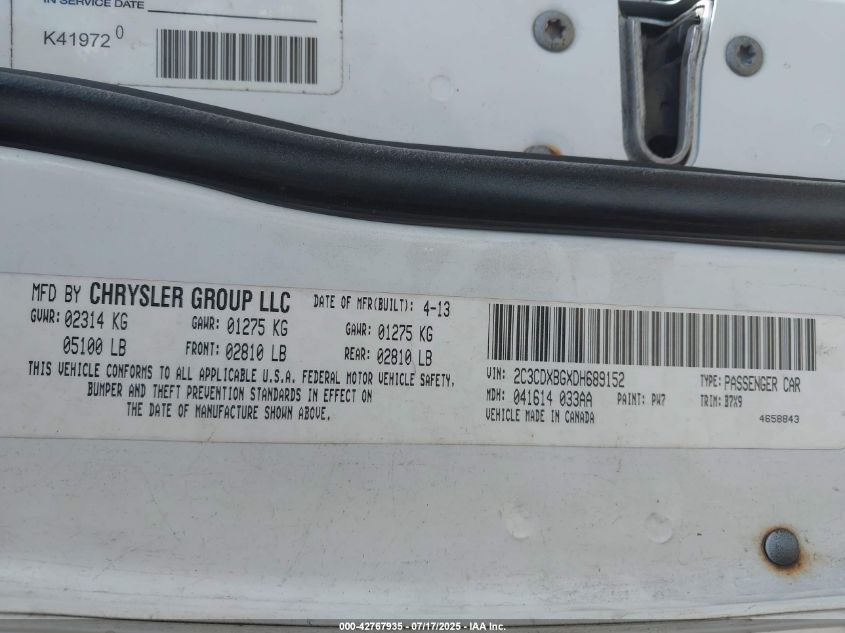 IN SERVICE DATE
K41972 0
MFD BY CHRYSLER GROUP LLC
DATE OF MFR(BUILT): 4-13
GVWR: 02314 KG
GAWR: 01275 KG
GAWR: 01275 KG
05100 LB
FRONT: 02810 LB
REAR: 02810 LB
THIS VEHICLE CONFORMS TO ALL APPLICABLE U.S.A. FEDERAL MOTOR VEHICLE SAFETY,
BUMPER AND THEFT PREVENTION STANDARDS IN EFFECT ON
THE DATE OF MANUFACTURE SHOWN ABOVE.
VIN: 2C3CDXBGXDH689152
TYPE: PASSENGER CAR
MDH: 041614 033AA
PAINT: PW7
TRIM: B7X9
VEHICLE MADE IN CANADA
4658843
000-42767935 - 07/17/2025 - IAA Inc.